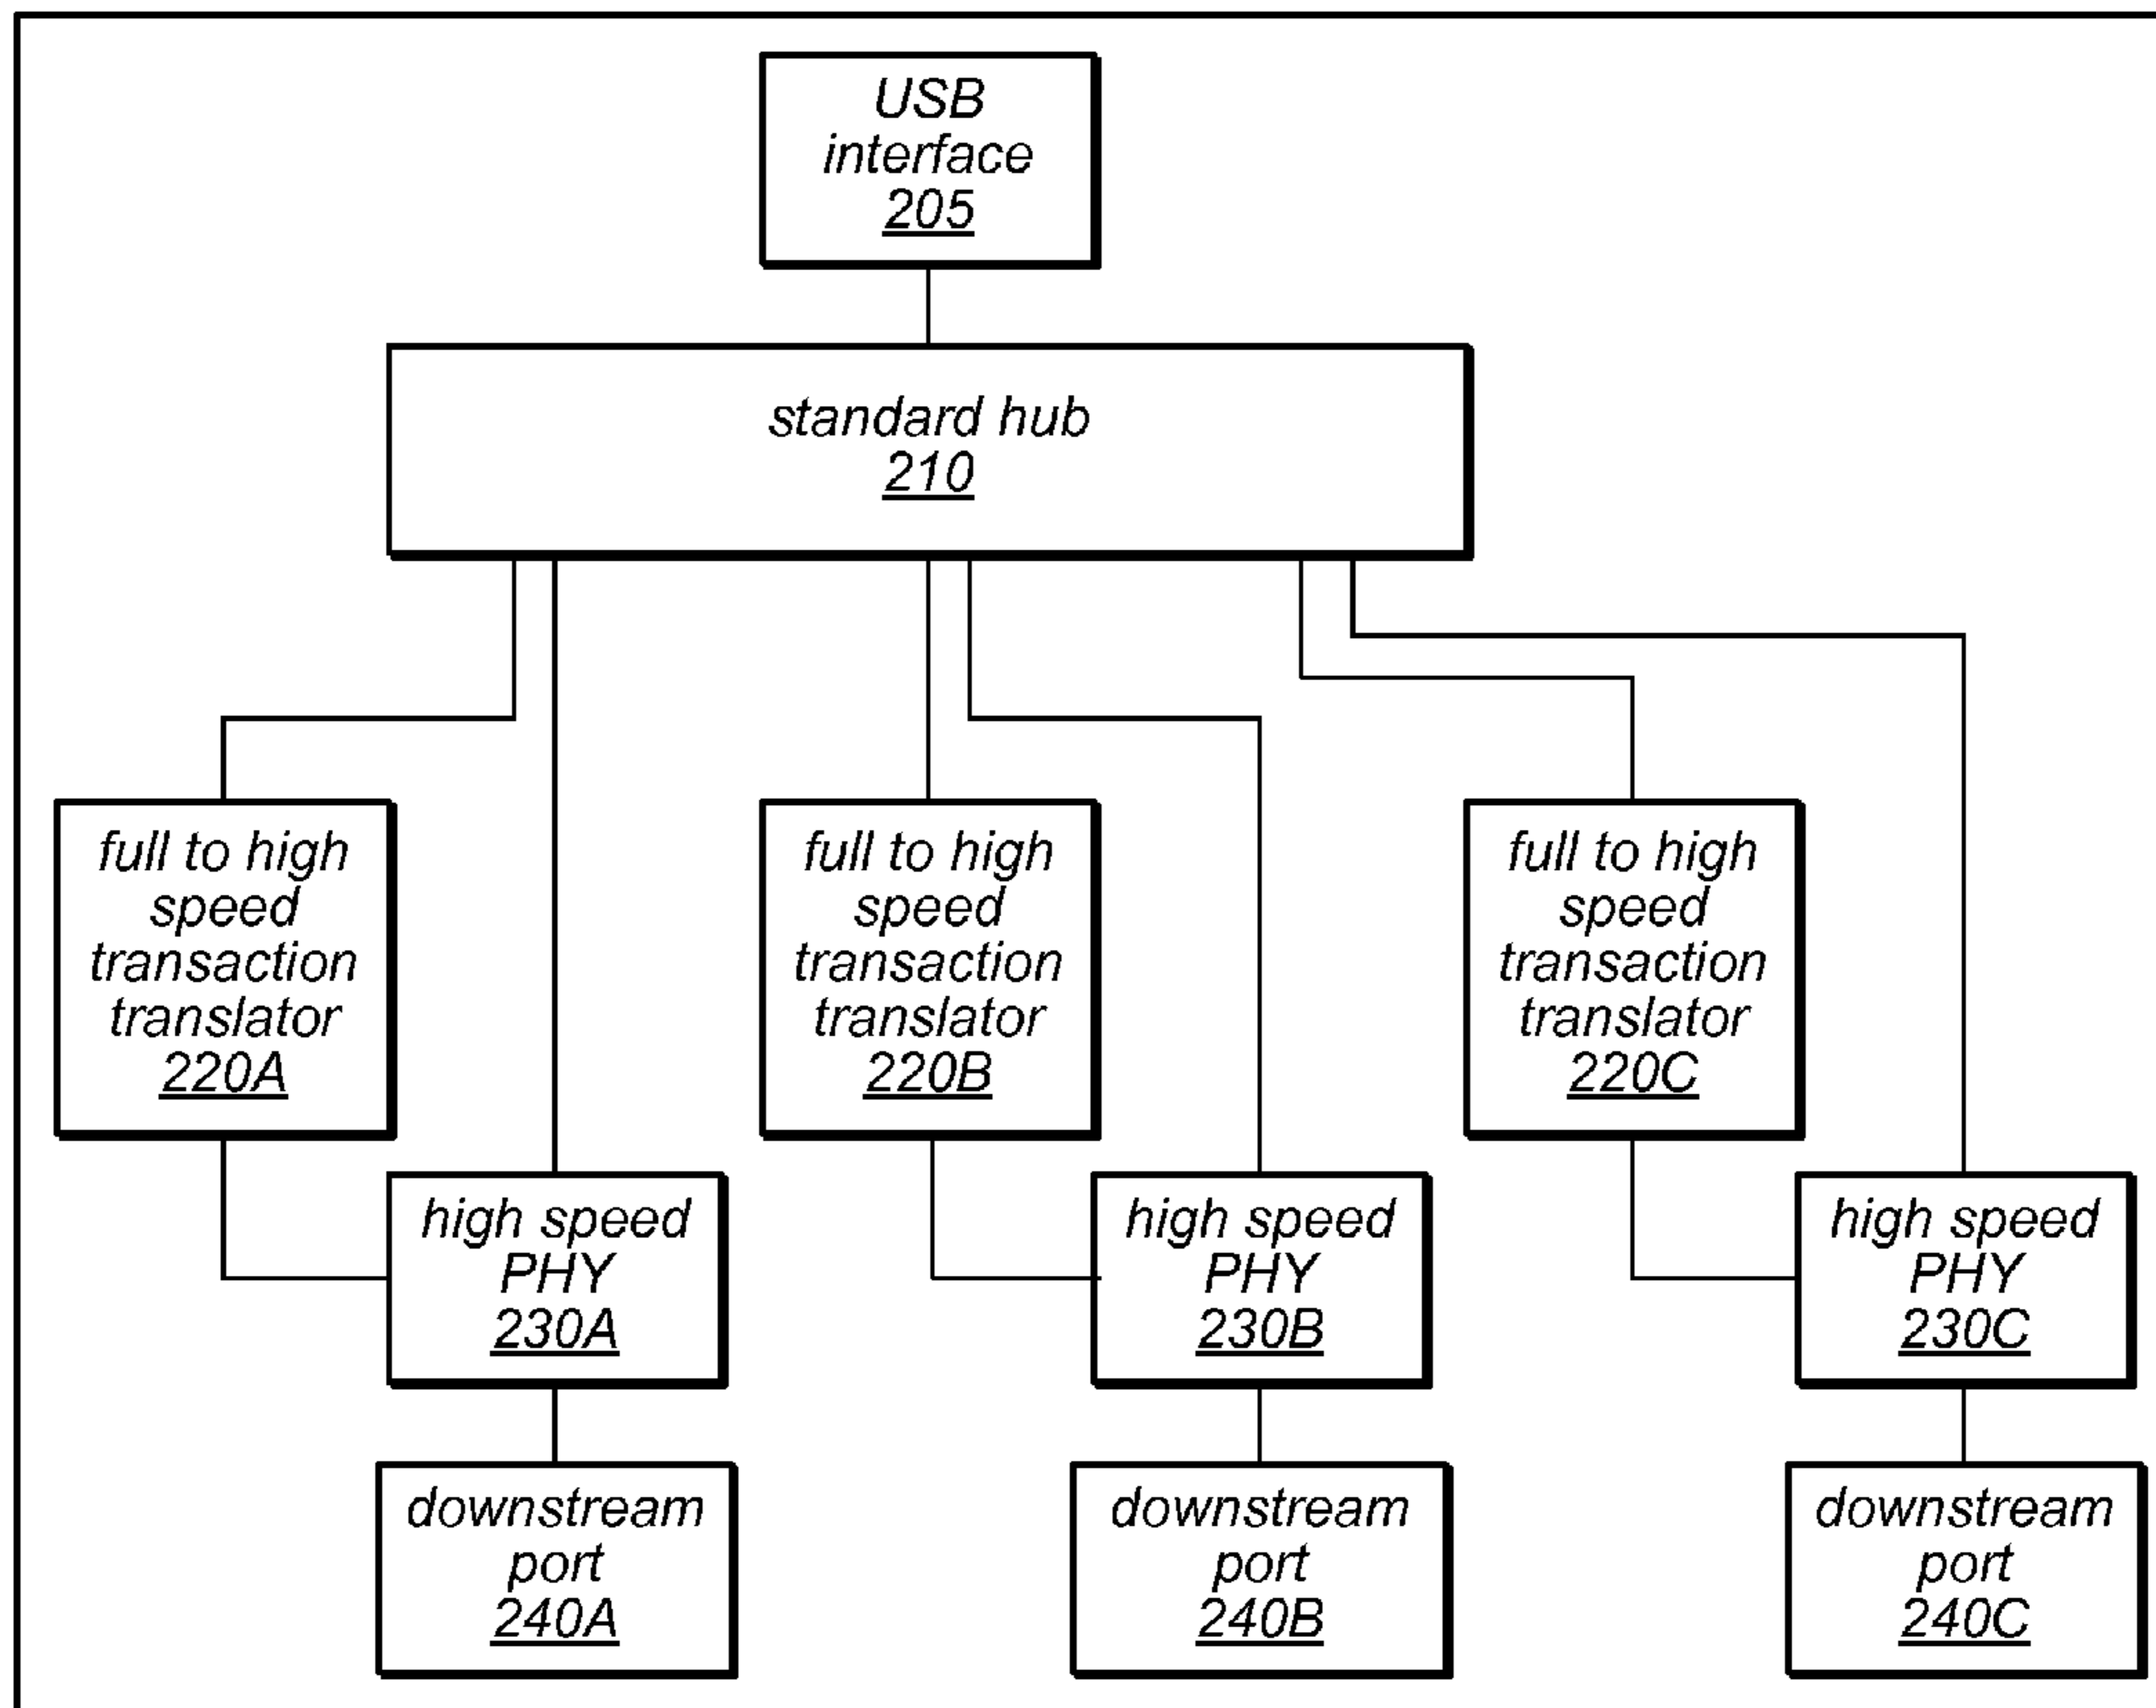 USB
interface
205
standard hub
210
full to high
speed
transaction
translator
220A
full to high
speed
transaction
translator
220B
full to high
speed
transaction
translator
220C
high speed
PHY
230A
high speed
PHY
230B
high speed
PHY
230C
downstream
port
240A
downstream
port
240B
downstream
port
240C